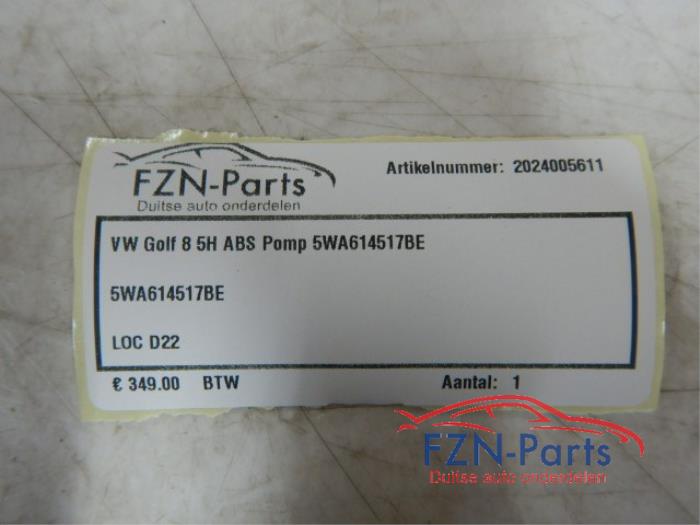 FZN-Parts
Duitse auto onderdelen
Artikelnummer: 2024005611
VW Golf 8 5H ABS Pomp 5WA614517BE
5WA614517BE
LOC D22
€ 349.00 BTW Aantal: 1
FZN-Parts
Duitse auto onderdelen